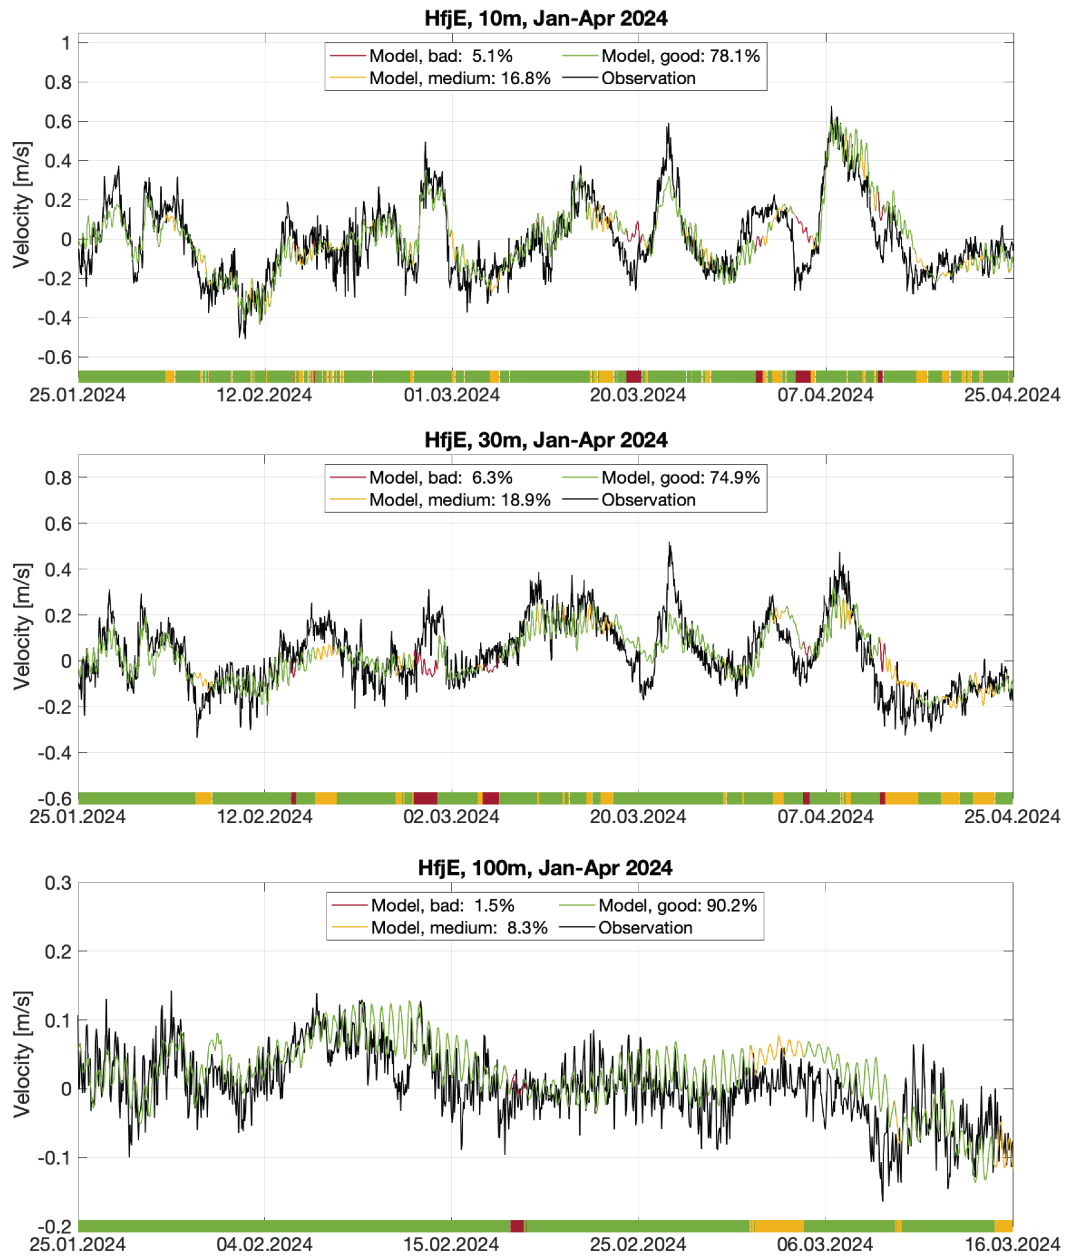 HfjE, 10m, Jan-Apr 2024
Model, bad:  5.1%
Model, good: 78.1%
Model, medium: 16.8%
Observation
Velocity [m/s]
1
0.8
0.6
0.4
0.2
0
-0.2
-0.4
-0.6
25.01.2024 12.02.2024 01.03.2024 20.03.2024 07.04.2024 25.04.2024
HfjE, 30m, Jan-Apr 2024
Model, bad:  6.3%
Model, good: 74.9%
Model, medium: 18.9%
Observation
Velocity [m/s]
0.8
0.6
0.4
0.2
0
-0.2
-0.4
-0.6
25.01.2024 12.02.2024 02.03.2024 20.03.2024 07.04.2024 25.04.2024
HfjE, 100m, Jan-Apr 2024
Model, bad:  1.5%
Model, good: 90.2%
Model, medium:  8.3%
Observation
Velocity [m/s]
0.3
0.2
0.1
0
-0.1
-0.2
25.01.2024 04.02.2024 15.02.2024 25.02.2024 06.03.2024 16.03.2024